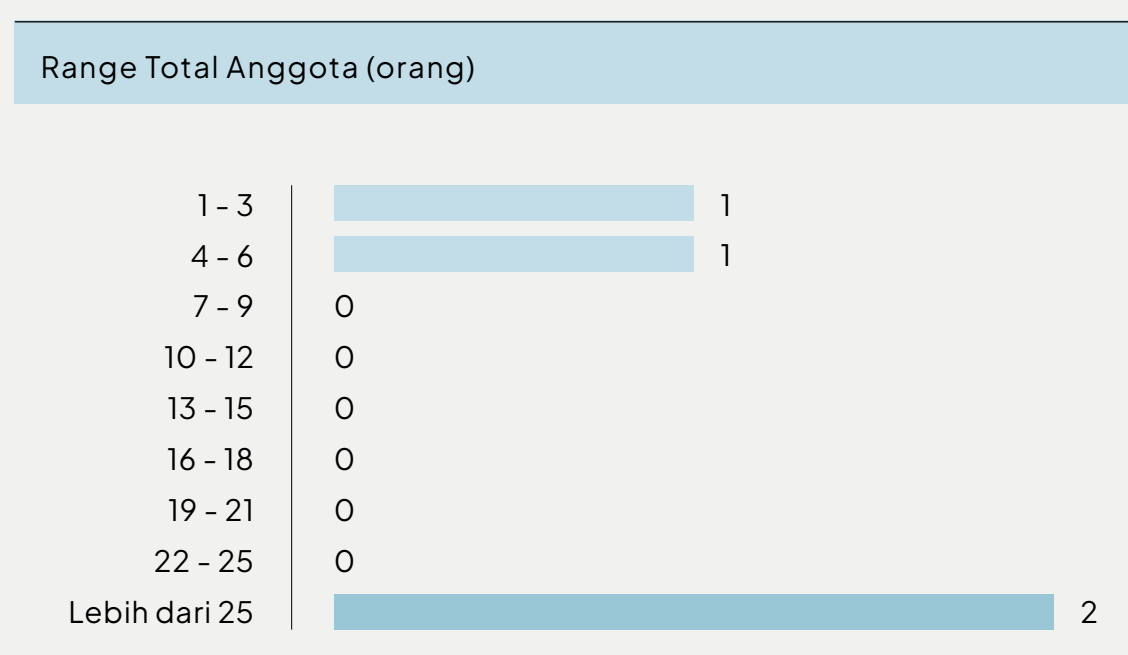 Range Total Anggota (orang)
1 - 3 1
4 - 6 1
7 - 9 0
10 - 12 0
13 - 15 0
16 - 18 0
19 - 21 0
22 - 25 0
Lebih dari 25 2